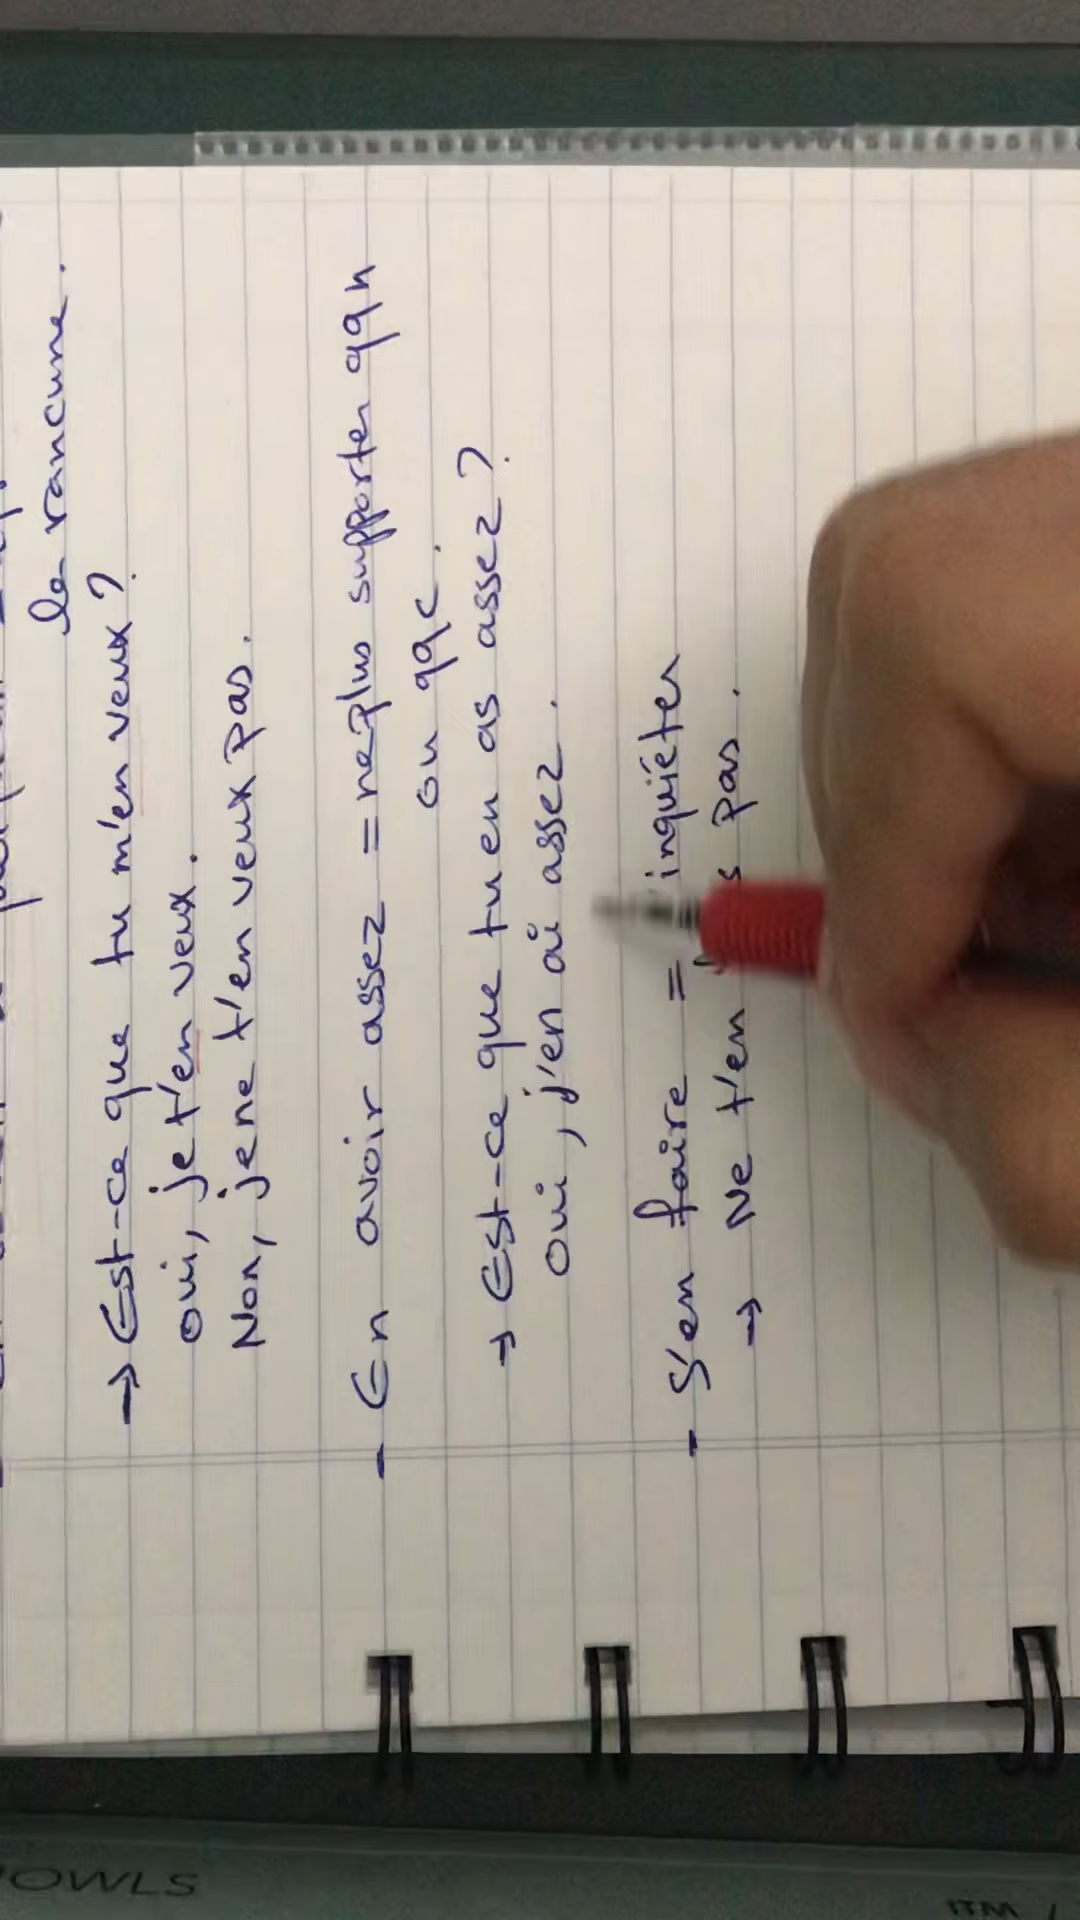 la rancune.
→ Est-ce que tu m'en veux ?
oui, je t'en veux.
Non, je ne t'en veux pas.
- En avoir assez = ne plus supporter qqn
ou qqc.
→ Est-ce que tu en as assez ?
oui, j'en ai assez.
- S'en faire = inquiéter
→ Ne t'en pas.
OWLS
ITM